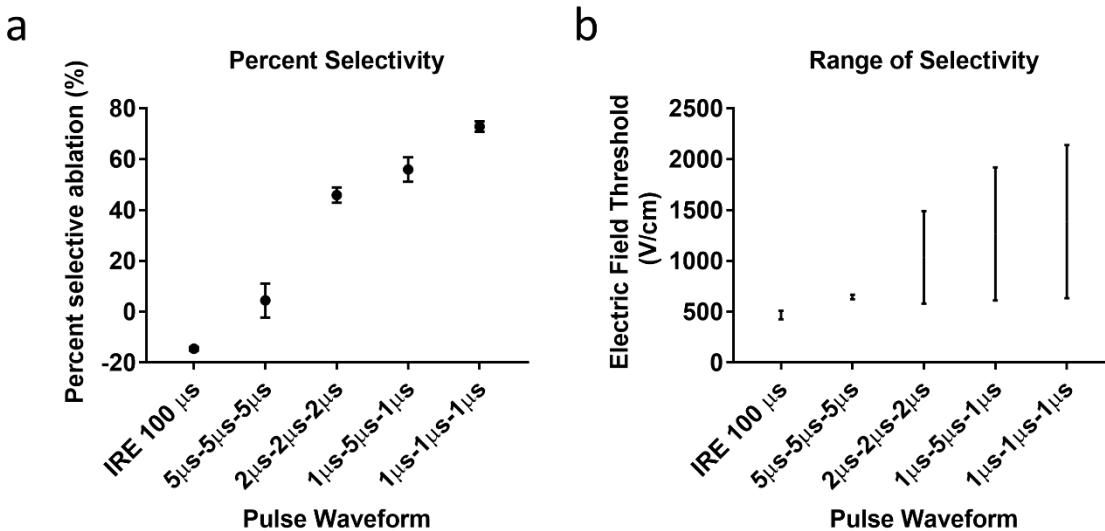 a
Percent Selectivity
Percent selective ablation (%)
80
60
40
20
0
-20
IRE 100 μs
5μs-5μs-5μs
2μs-2μs-2μs
1μs-5μs-1μs
1μs-1μs-1μs
Pulse Waveform
b
Range of Selectivity
Electric Field Threshold
(V/cm)
2500
2000
1500
1000
500
0
IRE 100 μs
5μs-5μs-5μs
2μs-2μs-2μs
1μs-5μs-1μs
1μs-1μs-1μs
Pulse Waveform